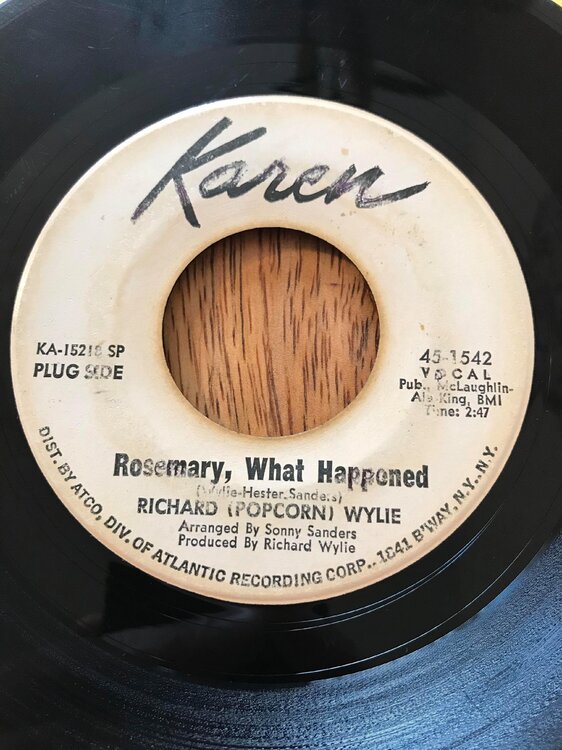 Karen
KA-15218 SP
PLUG SIDE
45-1542
VOCAL
Pub., McLaughlin-
Ala-King, BMI
Time: 2:47
Rosemary, What Happened
(Wylie-Hester.Sanders)
RICHARD (POPCORN) WYLIE
Arranged By Sonny Sanders
Produced By Richard Wylie
DIST. BY ATCO, DIV. OF ATLANTIC RECORDING CORP., 1841 B'WAY, N.Y., N.Y.